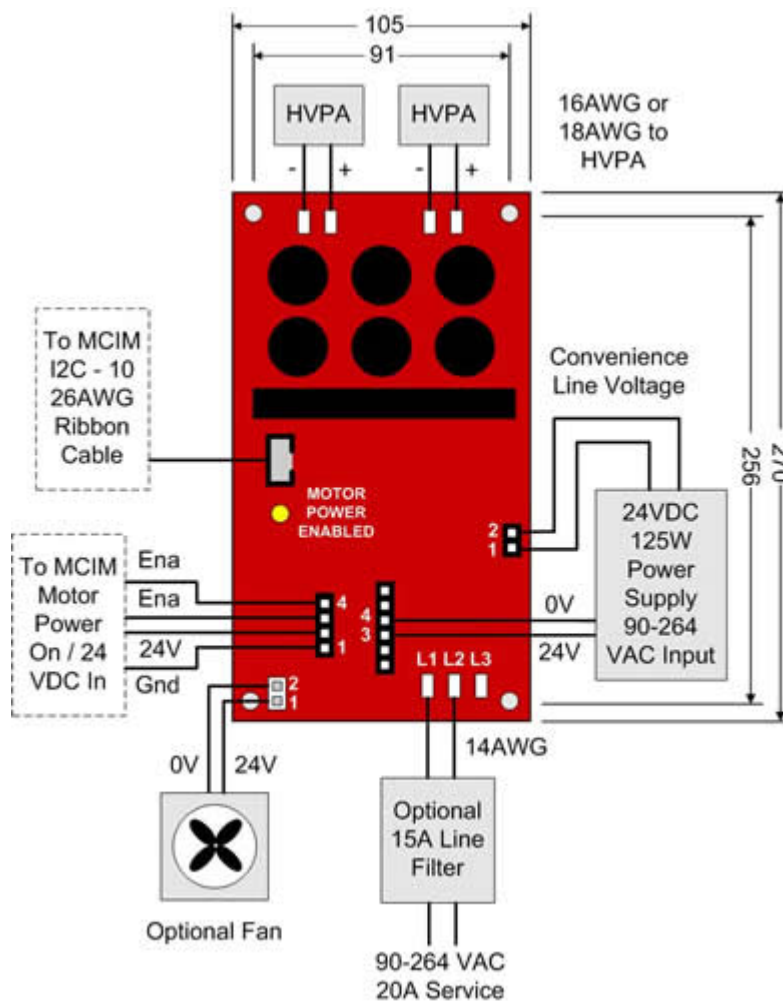 105
91
HVPA
HVPA
16AWG or
18AWG to
HVPA
- +
- +
To MCIM
I2C - 10
26AWG
Ribbon
Cable
Convenience
Line Voltage
256
270
MOTOR
POWER
ENABLED
2
1
24VDC
125W
Power
Supply
90-264
VAC Input
To MCIM
Motor
Power
On / 24
VDC In
Ena
Ena
24V
Gnd
4
1
4
3
0V
24V
L1 L2 L3
2
1
14AWG
0V 24V
Optional
15A Line
Filter
Optional Fan
90-264 VAC
20A Service